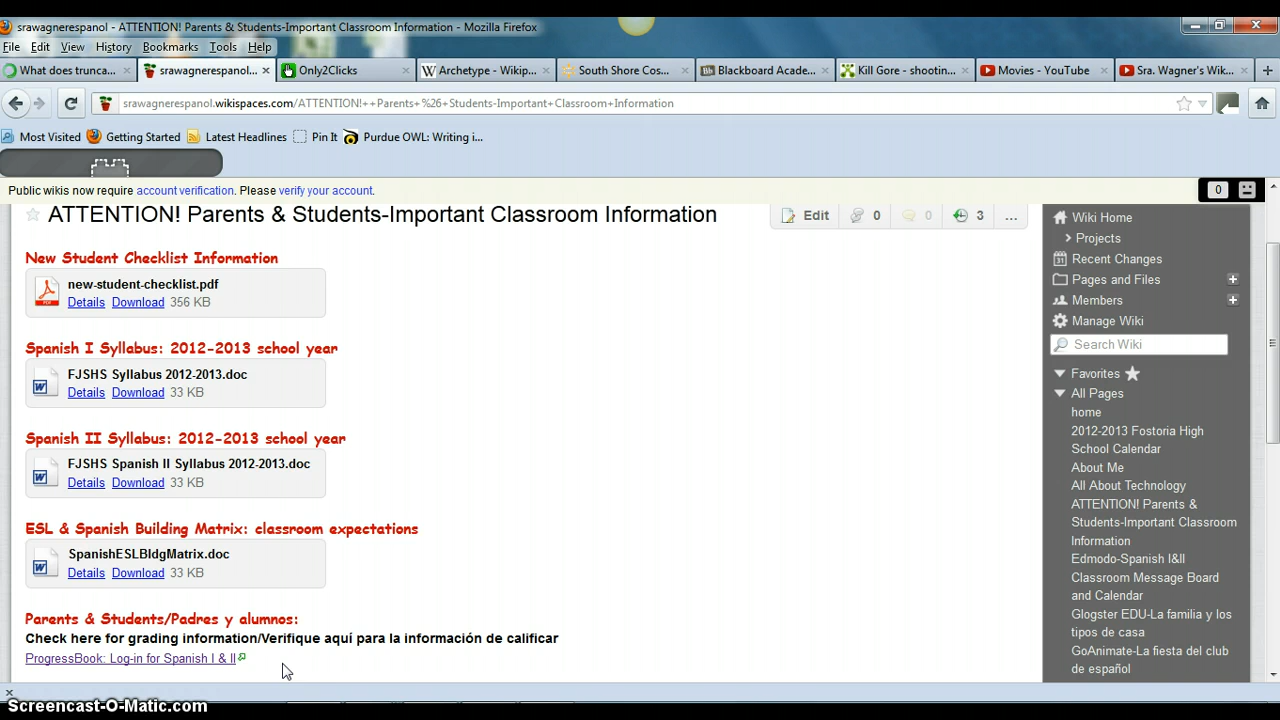 srawagnerespanol - ATTENTION! Parents & Students-Important Classroom Information - Mozilla Firefox
File Edit View History Bookmarks Tools Help
What does trunca... srawagnerespanol... Only2Clicks Archetype - Wikip... South Shore Cos... Blackboard Acade... Kill Gore - shootin... Movies - YouTube Sra. Wagner's Wik...
srawagnerespanol.wikispaces.com/ATTENTION!++Parents+%26+Students-Important+Classroom+Information
Most Visited Getting Started Latest Headlines Pin It Purdue OWL: Writing i...
Public wikis now require account verification. Please verify your account.
0
ATTENTION! Parents & Students-Important Classroom Information
Edit 0 0 3 ...
New Student Checklist Information
new-student-checklist.pdf
Details Download 356 KB
Spanish I Syllabus: 2012-2013 school year
FJSHS Syllabus 2012-2013.doc
Details Download 33 KB
Spanish II Syllabus: 2012-2013 school year
FJSHS Spanish II Syllabus 2012-2013.doc
Details Download 33 KB
ESL & Spanish Building Matrix: classroom expectations
SpanishESLBldgMatrix.doc
Details Download 33 KB
Parents & Students/Padres y alumnos:
Check here for grading information/Verifique aquí para la información de calificar
ProgressBook: Log-in for Spanish I & II
Wiki Home
Projects
Recent Changes
Pages and Files
Members
Manage Wiki
Search Wiki
Favorites
All Pages
home
2012-2013 Fostoria High
School Calendar
About Me
All About Technology
ATTENTION! Parents &
Students-Important Classroom
Information
Edmodo-Spanish I&II
Classroom Message Board
and Calendar
Glogster EDU-La familia y los
tipos de casa
GoAnimate-La fiesta del club
de español
Screencast-O-Matic.com